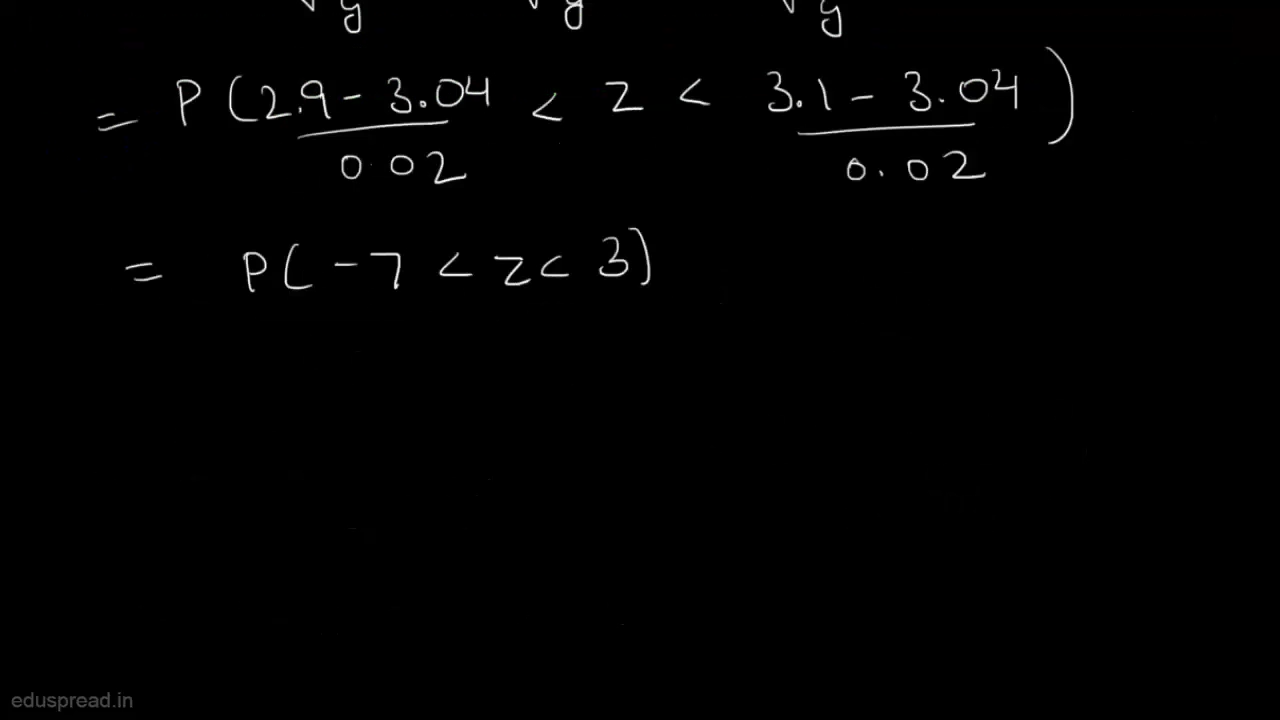 = P(2.9 - 3.04 / 0.02 < z < 3.1 - 3.04 / 0.02)
= P(-7 < z < 3)
eduspread.in